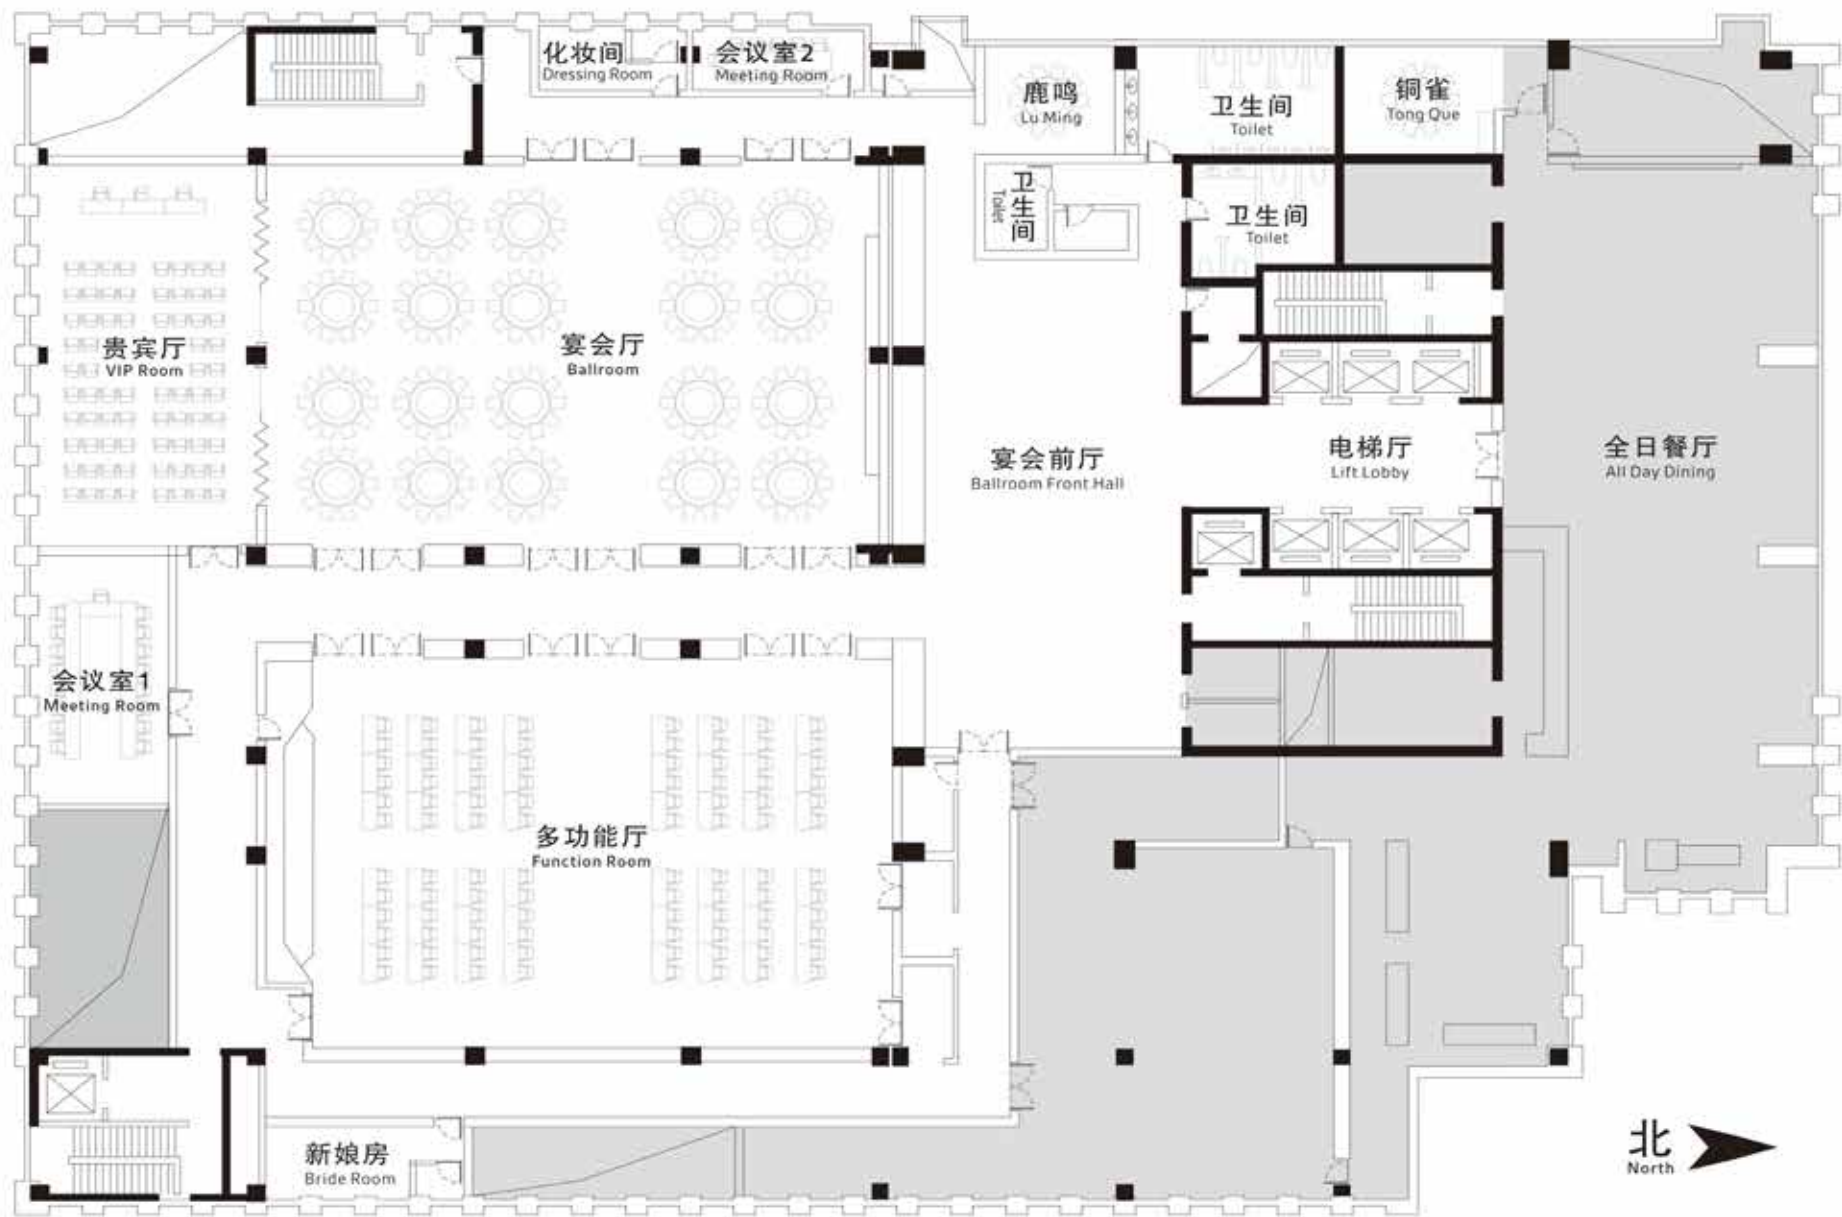 化妆间
Dressing Room
会议室2
Meeting Room
鹿鸣
Lu Ming
卫生间
Toilet
铜雀
Tong Que
卫生间
Toilet
卫生间
Toilet
贵宾厅
VIP Room
宴会厅
Ballroom
宴会前厅
Ballroom Front Hall
电梯厅
Lift Lobby
全日餐厅
All Day Dining
会议室1
Meeting Room
多功能厅
Function Room
新娘房
Bride Room
北
North